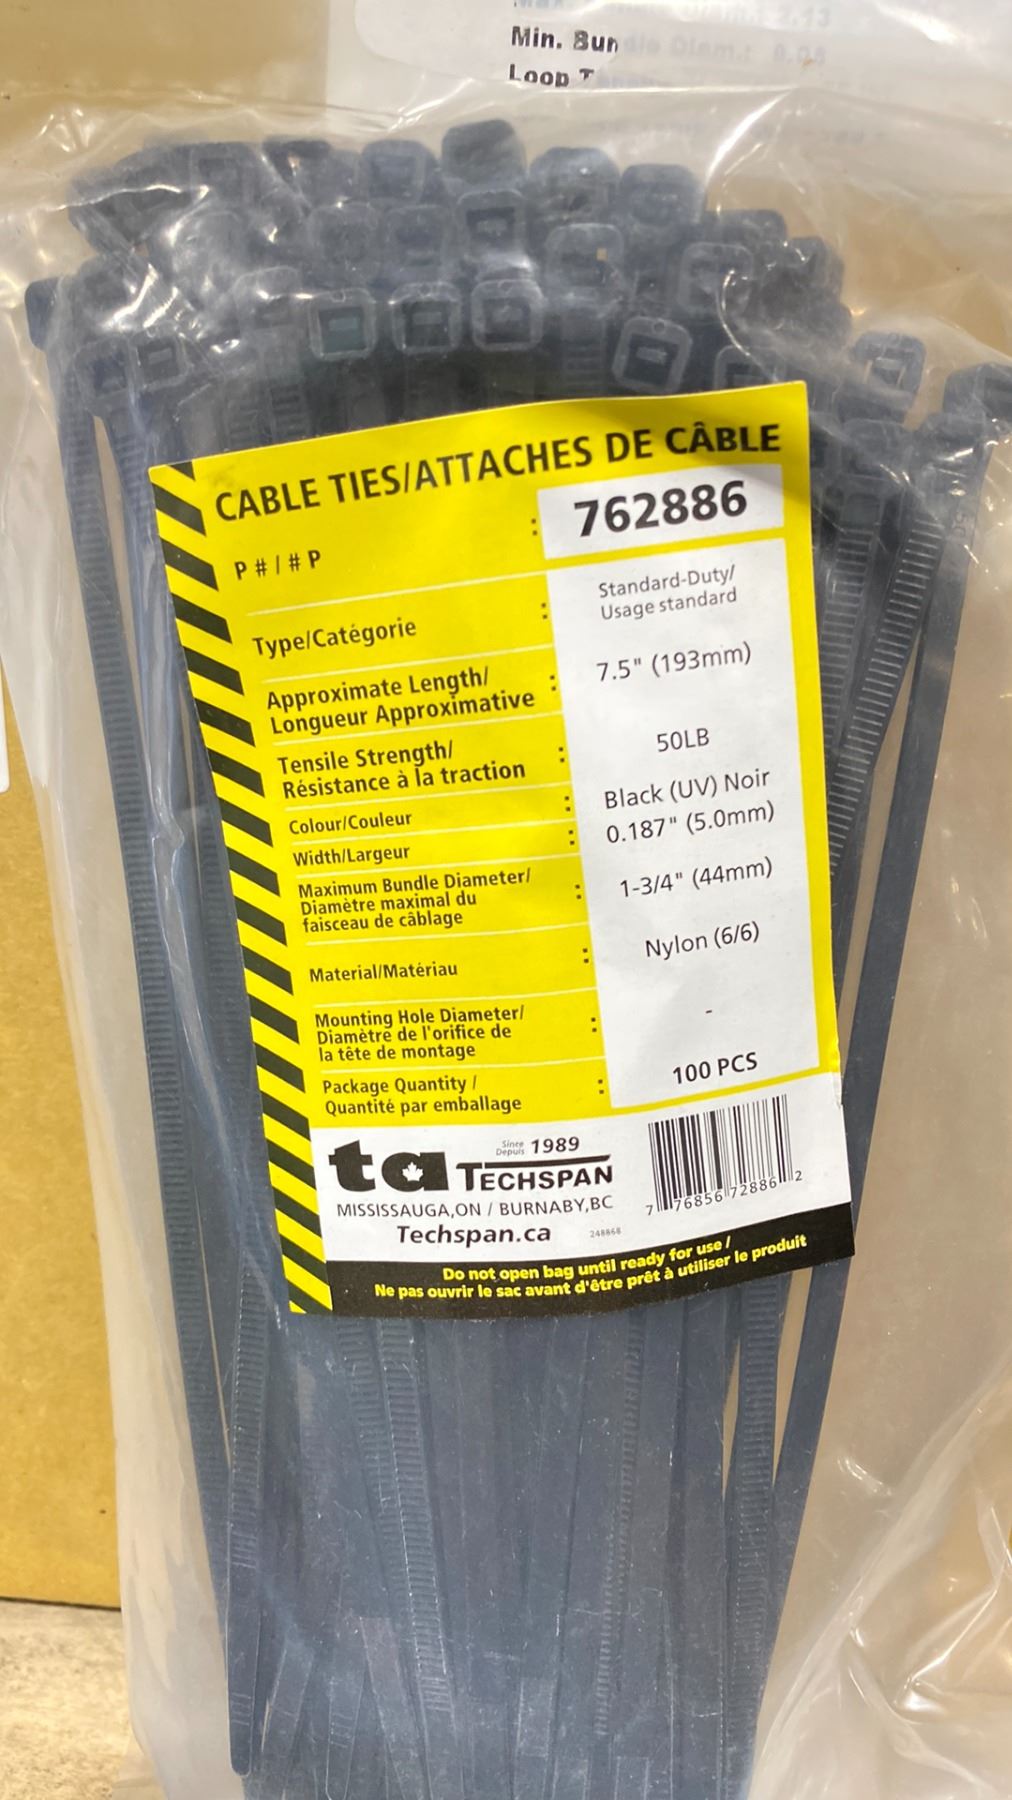 Min. Bun
Loop T
CABLE TIES/ATTACHES DE CÂBLE
P # / # P : 762886
Type/Catégorie : Standard-Duty/
Usage standard
Approximate Length/
Longueur Approximative : 7.5" (193mm)
Tensile Strength/
Résistance à la traction : 50LB
Colour/Couleur : Black (UV) Noir
Width/Largeur : 0.187" (5.0mm)
Maximum Bundle Diameter/
Diamètre maximal du
faisceau de câblage : 1-3/4" (44mm)
Material/Matériau : Nylon (6/6)
Mounting Hole Diameter/
Diamètre de l'orifice de
la tête de montage : -
Package Quantity /
Quantité par emballage : 100 PCS
ta TECHSPAN
Since
Depuis 1989
MISSISSAUGA,ON / BURNABY,BC
Techspan.ca
248868
7 76856 72886 2
Do not open bag until ready for use /
Ne pas ouvrir le sac avant d'être prêt à utiliser le produit